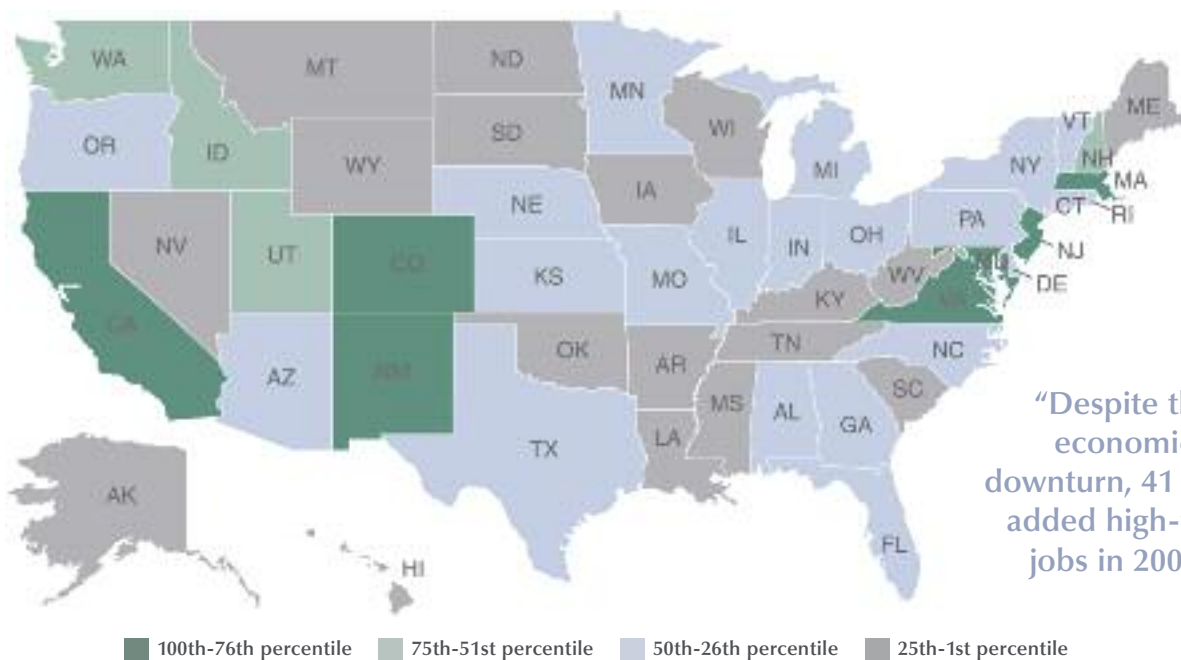 WA
MT
ND
MN
ME
VT
OR
ID
SD
WI
NH
WY
NY
MA
MI
IA
NE
CT
RI
PA
NV
IL
IN
OH
NJ
UT
CO
MD
DE
KS
MO
WV
VA
CA
KY
NC
TN
AZ
NM
OK
AR
SC
MS
AL
GA
"Despite th
LA
economi
TX
downturn, 41
AK
added high-
FL
jobs in 200
HI
100th-76th percentile 75th-51st percentile 50th-26th percentile 25th-1st percentile